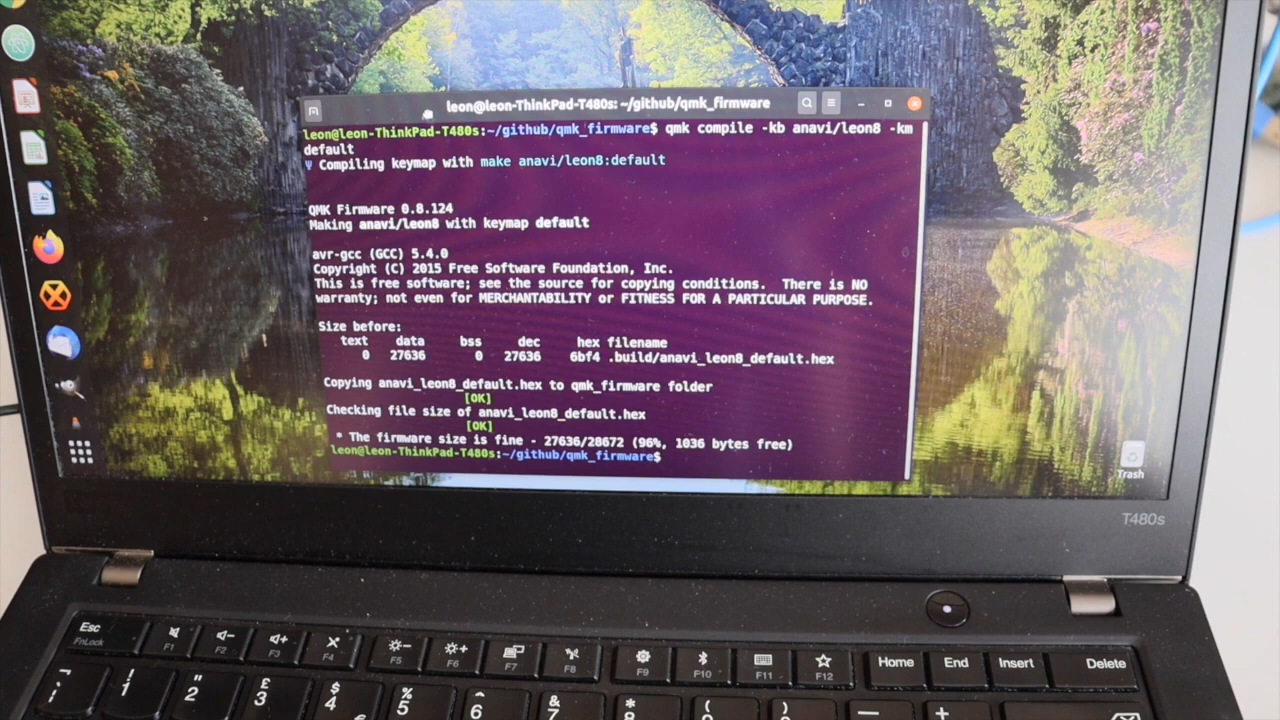 leon@leon-ThinkPad-T480s: ~/github/qmk_firmware
leon@leon-ThinkPad-T480s:~/github/qmk_firmware$ qmk compile -kb anavi/leon8 -km
default
Ψ Compiling keymap with make anavi/leon8:default
QMK Firmware 0.8.124
Making anavi/leon8 with keymap default
avr-gcc (GCC) 5.4.0
Copyright (C) 2015 Free Software Foundation, Inc.
This is free software; see the source for copying conditions.  There is NO
warranty; not even for MERCHANTABILITY or FITNESS FOR A PARTICULAR PURPOSE.
Size before:
text data bss dec hex filename
0 27636 0 27636 6bf4 .build/anavi_leon8_default.hex
Copying anavi_leon8_default.hex to qmk_firmware folder
[OK]
Checking file size of anavi_leon8_default.hex
[OK]
* The firmware size is fine - 27636/28672 (96%, 1036 bytes free)
leon@leon-ThinkPad-T480s:~/github/qmk_firmware$
Trash
T480s
Esc
FnLock
F1 F2 F3 F4 F5 F6 F7 F8 F9 F10 F11 F12
Home End Insert Delete
! " £ $ % ^ & * ( ) — +
2 3 4 5 6 7 8